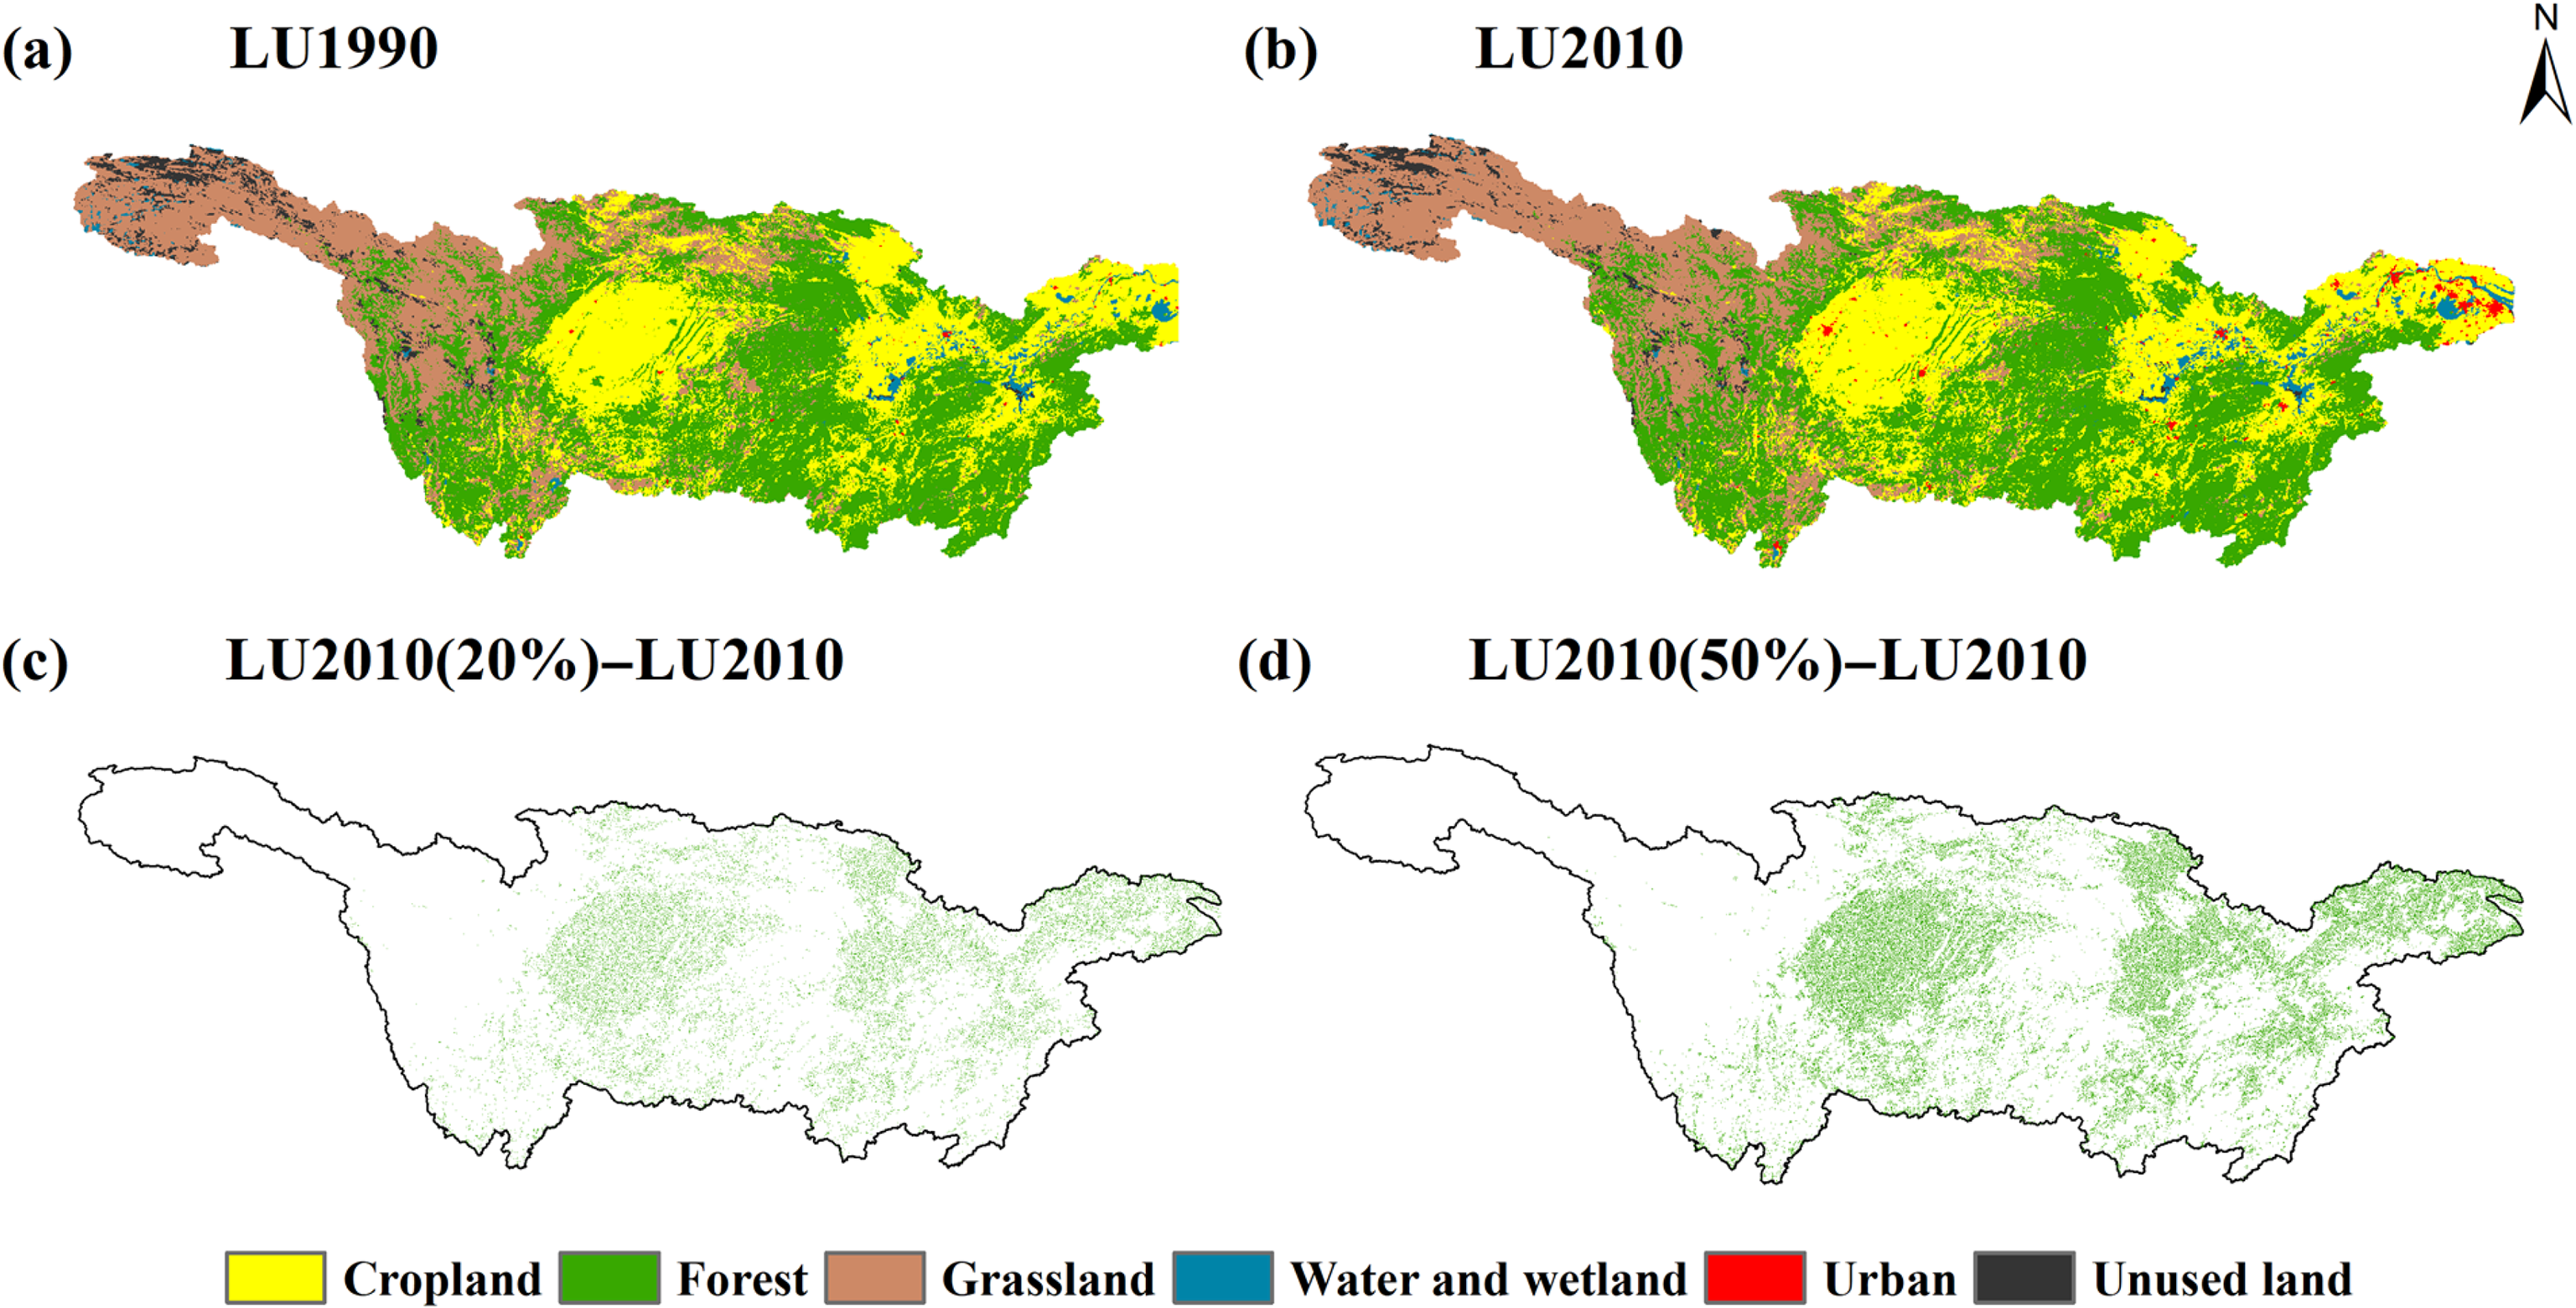 (a) LU1990
(b) LU2010
N
(c) LU2010(20%)–LU2010
(d) LU2010(50%)–LU2010
Cropland Forest Grassland Water and wetland Urban Unused land